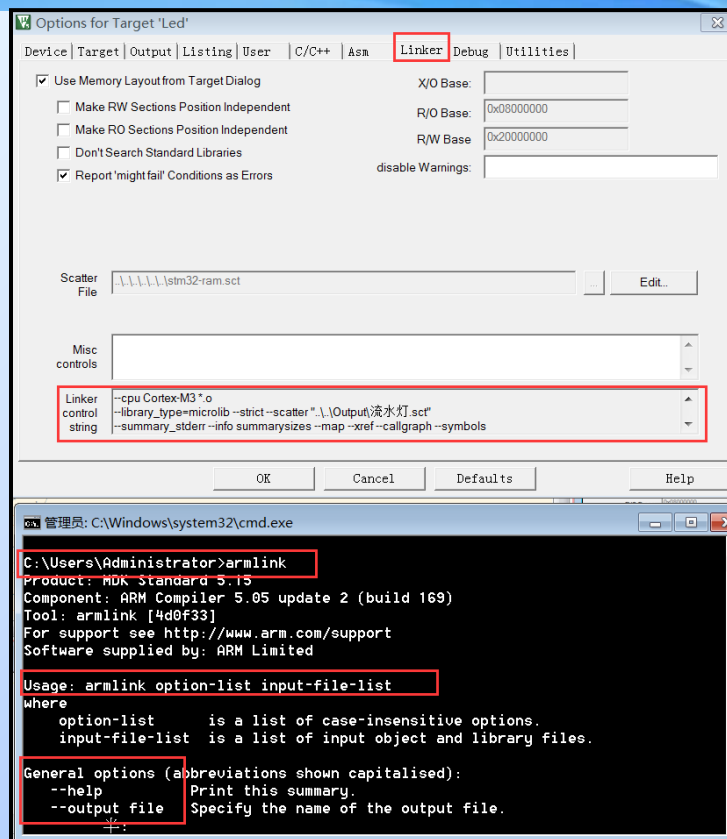 Options for Target 'Led'
Device Target Output Listing User C/C++ Asm Linker Debug Utilities
Use Memory Layout from Target Dialog
X/O Base:
Make RW Sections Position Independent
R/O Base: 0x08000000
Make RO Sections Position Independent
R/W Base 0x20000000
Don't Search Standard Libraries
disable Warnings:
Report 'might fail' Conditions as Errors
Scatter File
..\..\..\..\..\..\stm32-ram.sct
...
Edit...
Misc controls
Linker control string
--cpu Cortex-M3 *.o
--library_type=microlib --strict --scatter "..\..\Output\流水灯.sct"
--summary_stderr --info summarysizes --map --xref --callgraph --symbols
OK Cancel Defaults Help
管理员: C:\Windows\system32\cmd.exe
C:\Users\Administrator>armlink
Product: MDK Standard 5.15
Component: ARM Compiler 5.05 update 2 (build 169)
Tool: armlink [4d0f33]
For support see http://www.arm.com/support
Software supplied by: ARM Limited
Usage: armlink option-list input-file-list
where
option-list is a list of case-insensitive options.
input-file-list is a list of input object and library files.
General options (abbreviations shown capitalised):
--help Print this summary.
--output file Specify the name of the output file.
半: